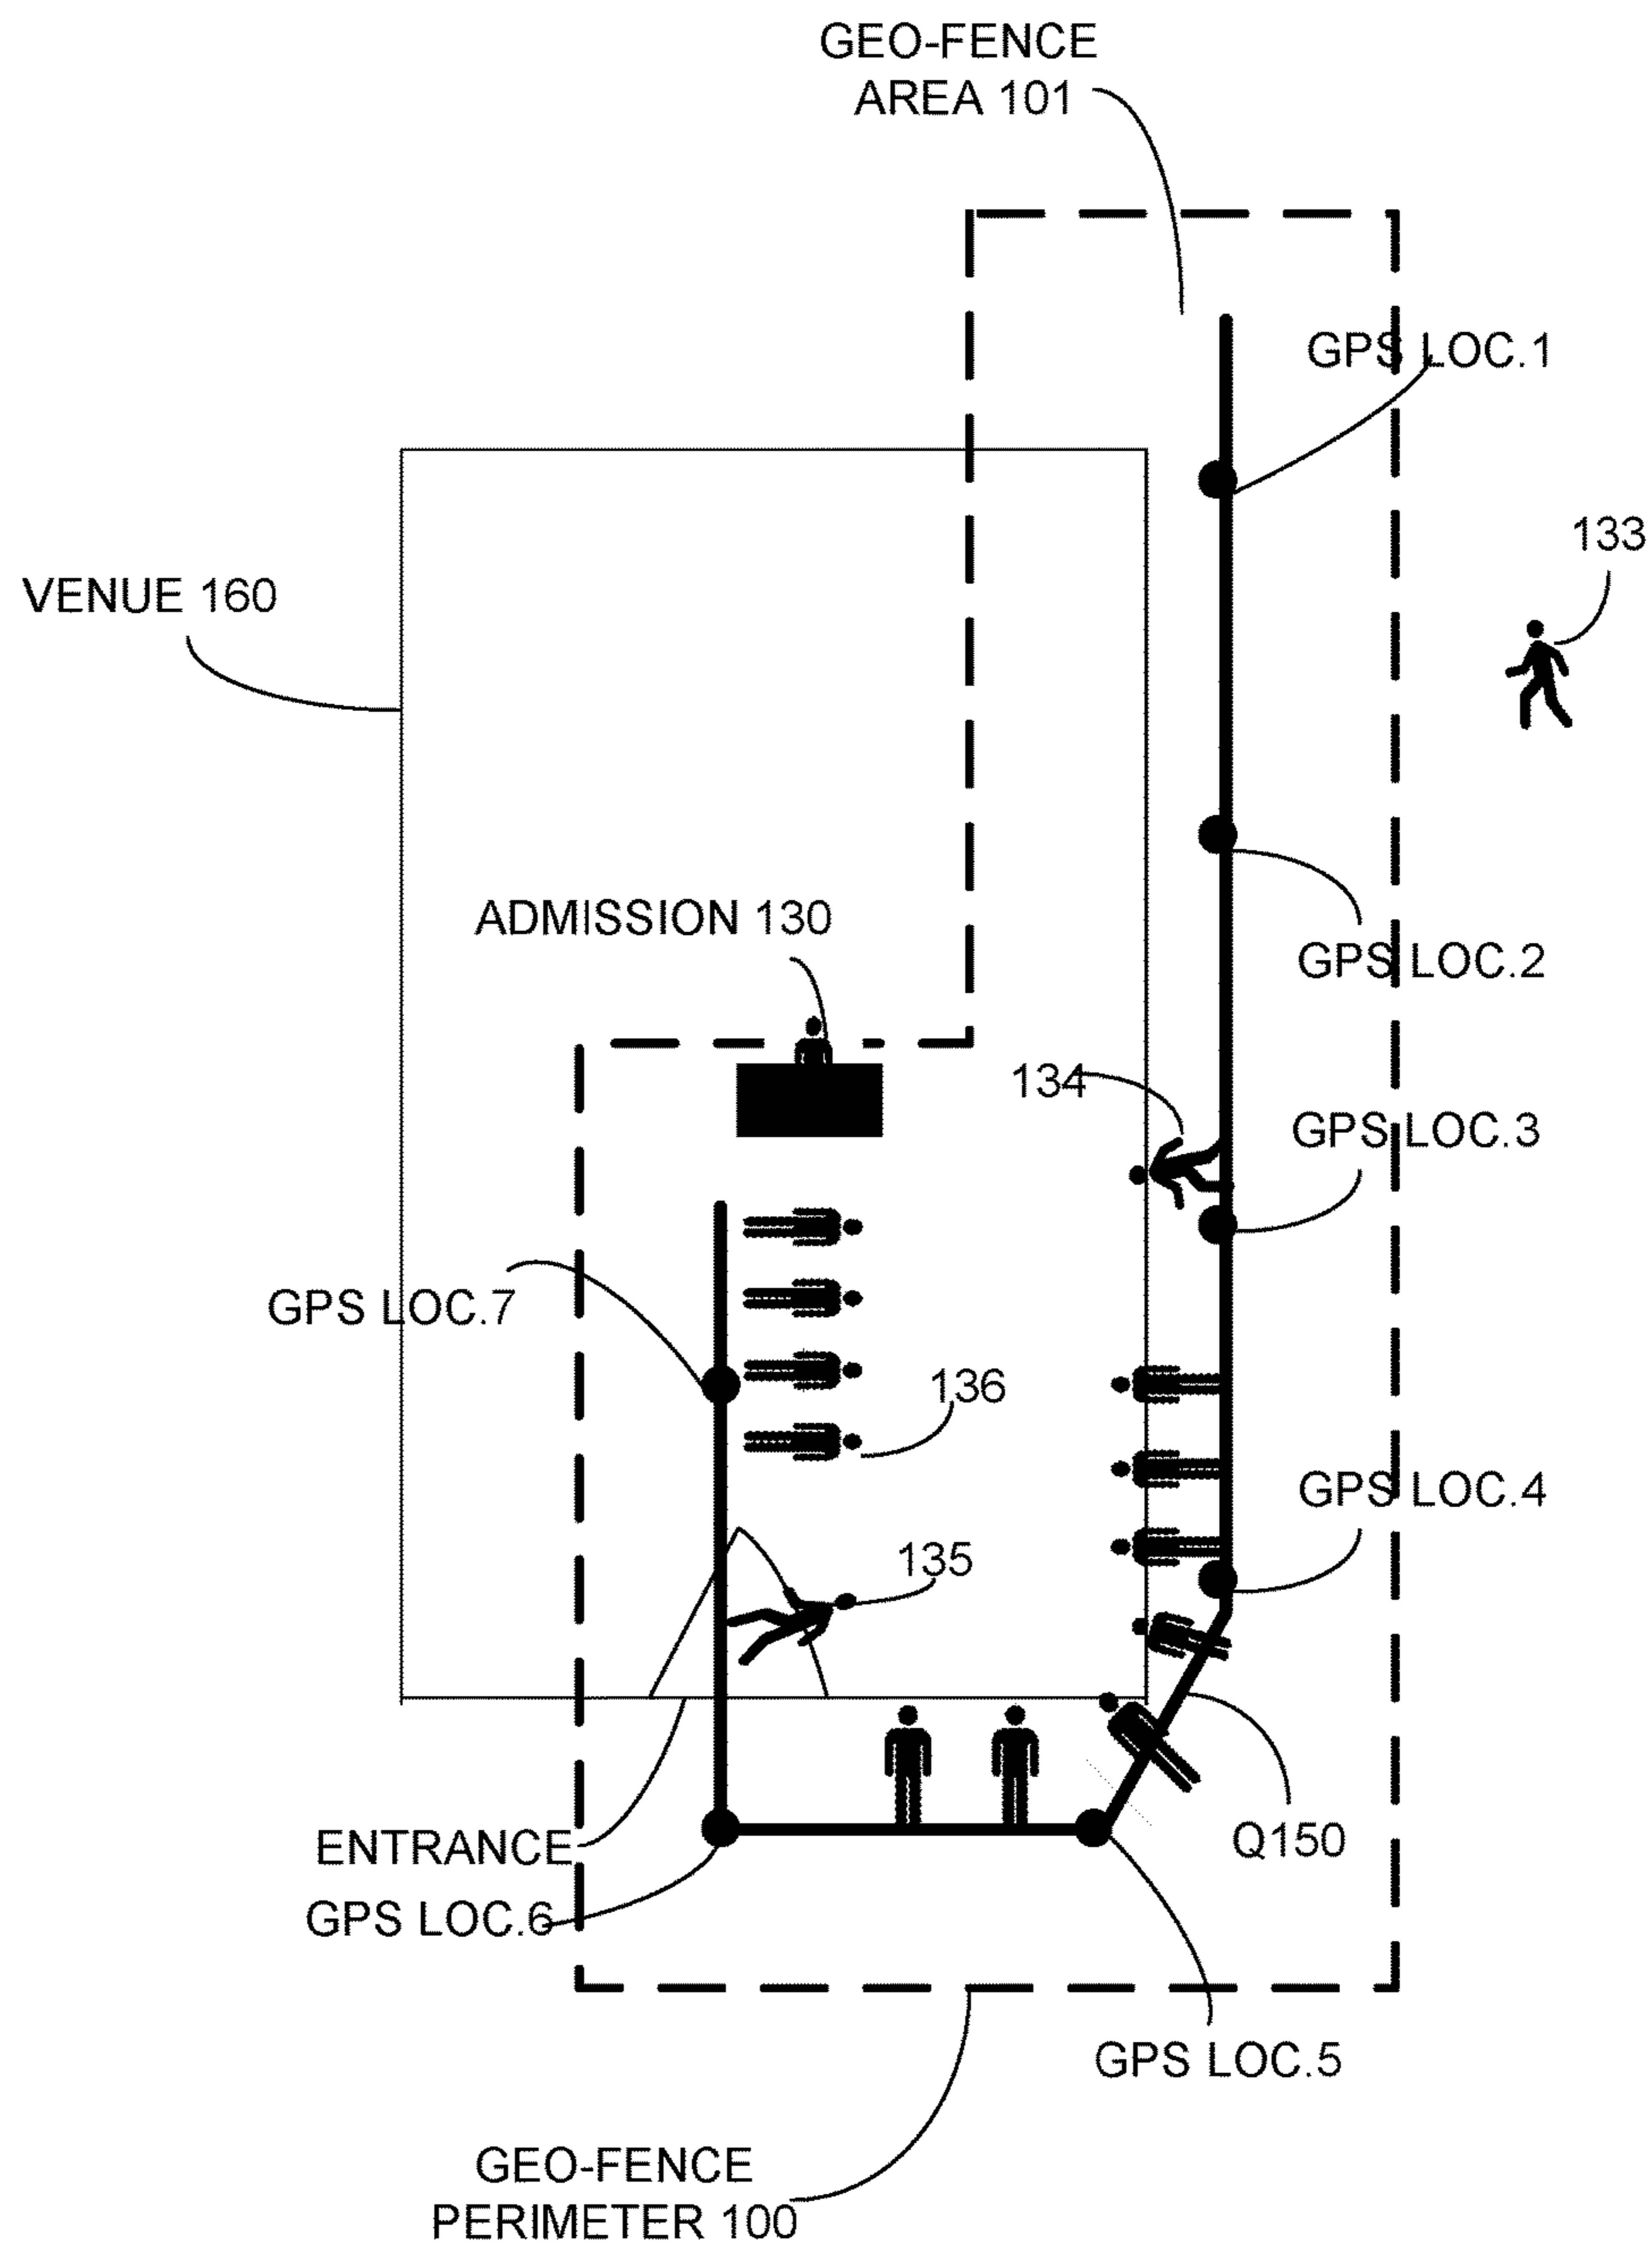 GEO-FENCE
AREA 101
GPS LOC.1
133
VENUE 160
ADMISSION 130
GPS LOC.2
134
GPS LOC.3
GPS LOC.7
136
GPS LOC.4
135
ENTRANCE
Q150
GPS LOC.6
GPS LOC.5
GEO-FENCE
PERIMETER 100